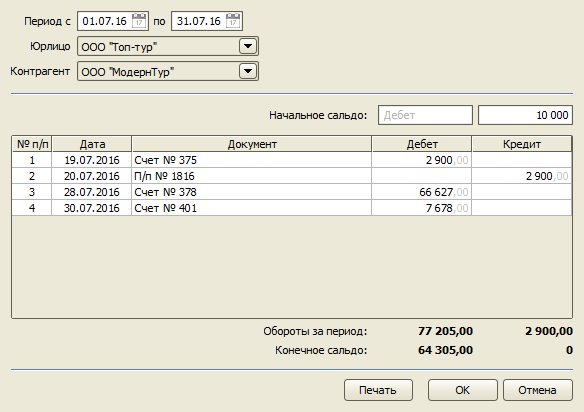 Период с 01.07.16 17 по 31.07.16 17
Юрлицо ООО "Топ-тур"
Контрагент ООО "МодернТур"
Начальное сальдо: Дебет 10 000
№ п/п Дата Документ Дебет Кредит
1 19.07.2016 Счет № 375 2 900,00
2 20.07.2016 П/п № 1816 2 900,00
3 28.07.2016 Счет № 378 66 627,00
4 30.07.2016 Счет № 401 7 678,00
Обороты за период: 77 205,00 2 900,00
Конечное сальдо: 64 305,00 0
Печать ОК Отмена